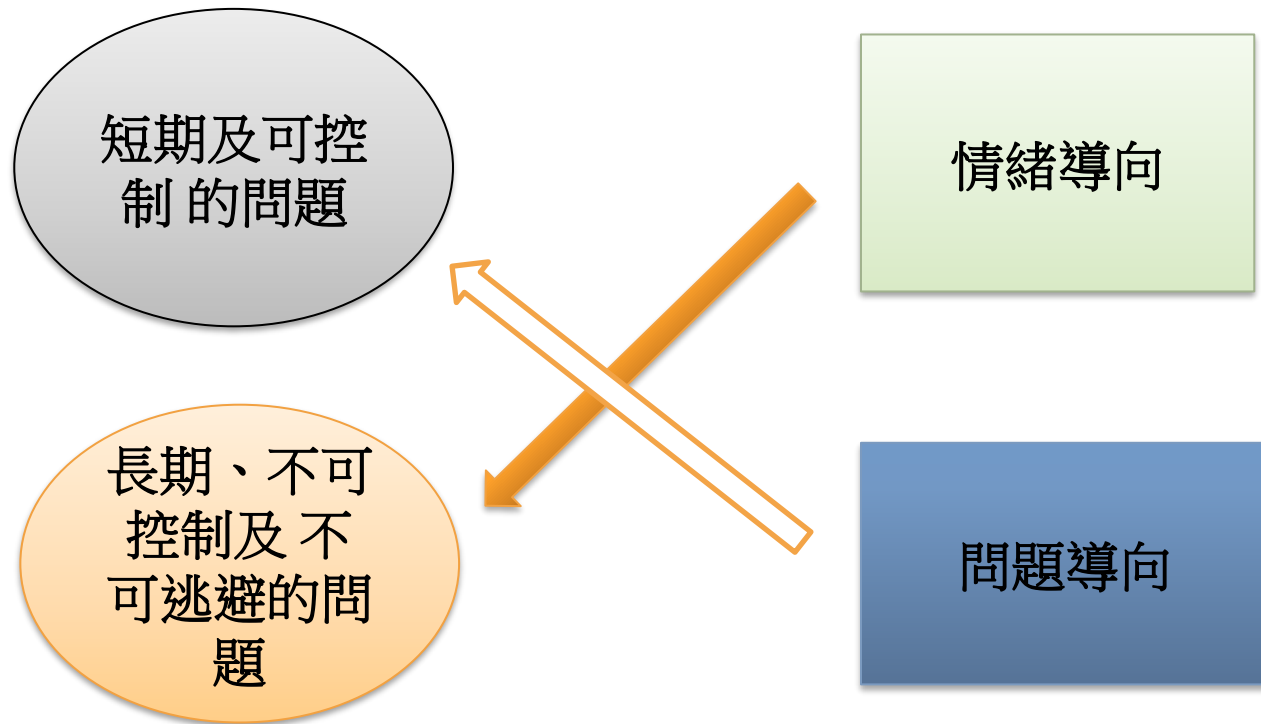 短期及可控
制 的問題
情緒導向
長期、不可
控制及 不
可逃避的問
題
問題導向